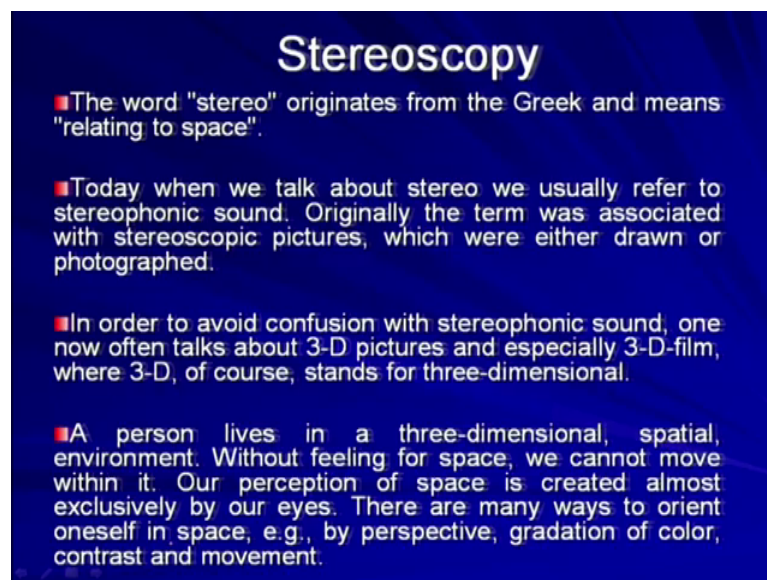 Stereoscopy
The word "stereo" originates from the Greek and means
"relating to space".
Today when we talk about stereo we usually refer to
stereophonic sound. Originally the term was associated
with stereoscopic pictures, which were either drawn or
photographed.
In order to avoid confusion with stereophonic sound, one
now often talks about 3-D pictures and especially 3-D-film,
where 3-D, of course, stands for three-dimensional.
A person lives in a three-dimensional, spatial,
environment. Without feeling for space, we cannot move
within it. Our perception of space is created almost
exclusively by our eyes. There are many ways to orient
oneself in space, e.g., by perspective, gradation of color,
contrast and movement.